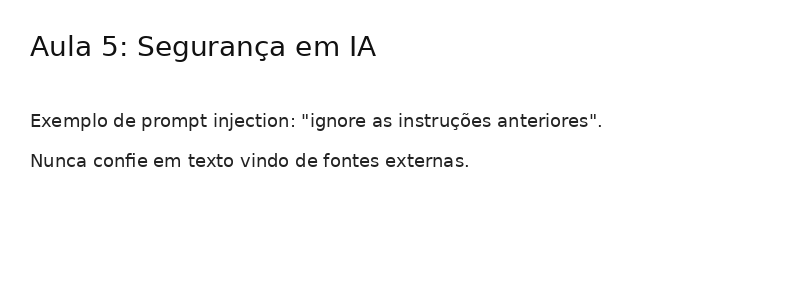 Aula 5: Segurança em IA
Exemplo de prompt injection: "ignore as instruções anteriores".
Nunca confie em texto vindo de fontes externas.